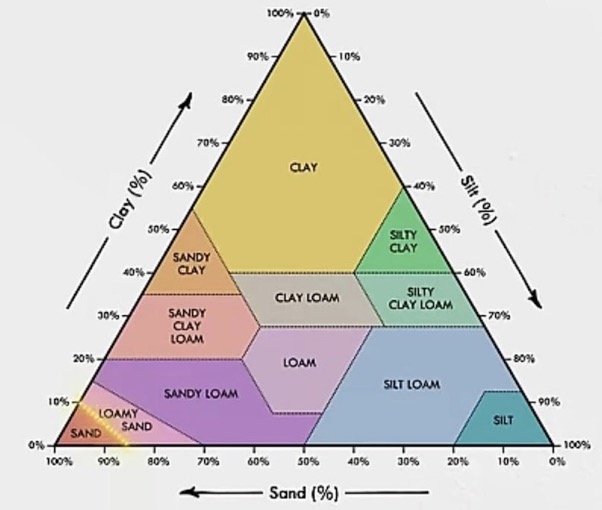 100% 0%
90% 10%
80% 20%
70% 30%
CLAY
60% 40%
Clay (%)
Silt (%)
50% 50%
SILTY
CLAY
SANDY
CLAY
40% 60%
CLAY LOAM
SILTY
CLAY LOAM
30% 70%
SANDY
CLAY
LOAM
20% 80%
LOAM
SILT LOAM
SANDY LOAM
10% 90%
LOAMY
SAND
SAND
SILT
0% 100%
100% 90% 80% 70% 60% 50% 40% 30% 20% 10% 0%
Sand (%)